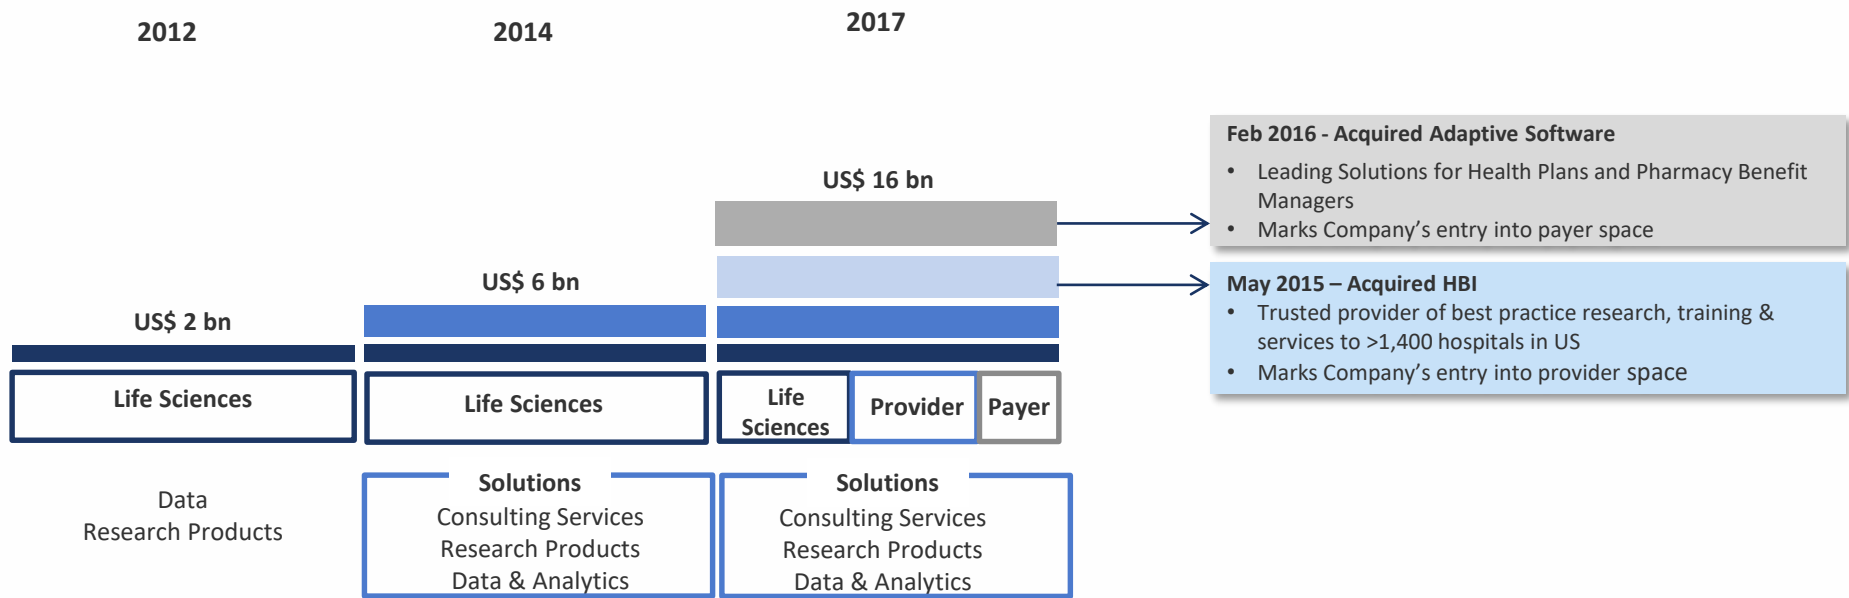 2012
2014
2017
US$ 2 bn
US$ 6 bn
US$ 16 bn
Life Sciences
Life Sciences
Life
Sciences
Provider
Payer
Data
Research Products
Solutions
Consulting Services
Research Products
Data & Analytics
Solutions
Consulting Services
Research Products
Data & Analytics
Feb 2016 - Acquired Adaptive Software
• Leading Solutions for Health Plans and Pharmacy Benefit
Managers
• Marks Company’s entry into payer space
May 2015 – Acquired HBI
• Trusted provider of best practice research, training &
services to >1,400 hospitals in US
• Marks Company’s entry into provider space